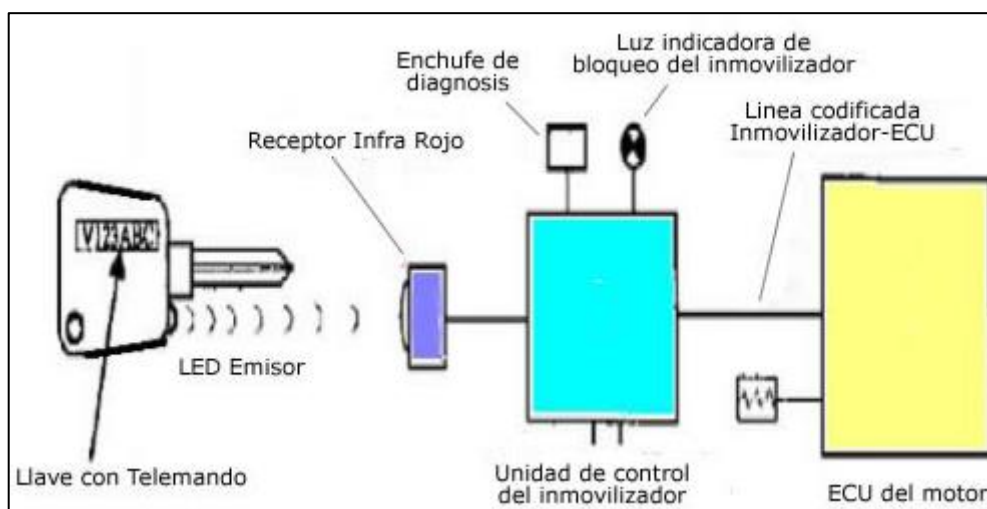 Luz indicadora de
bloqueo del inmovilizador
Enchufe de
diagnosis
Linea codificada
Inmovilizador-ECU
Receptor Infra Rojo
V123ABC
LED Emisor
Llave con Telemando
Unidad de control
del inmovilizador
ECU del motor